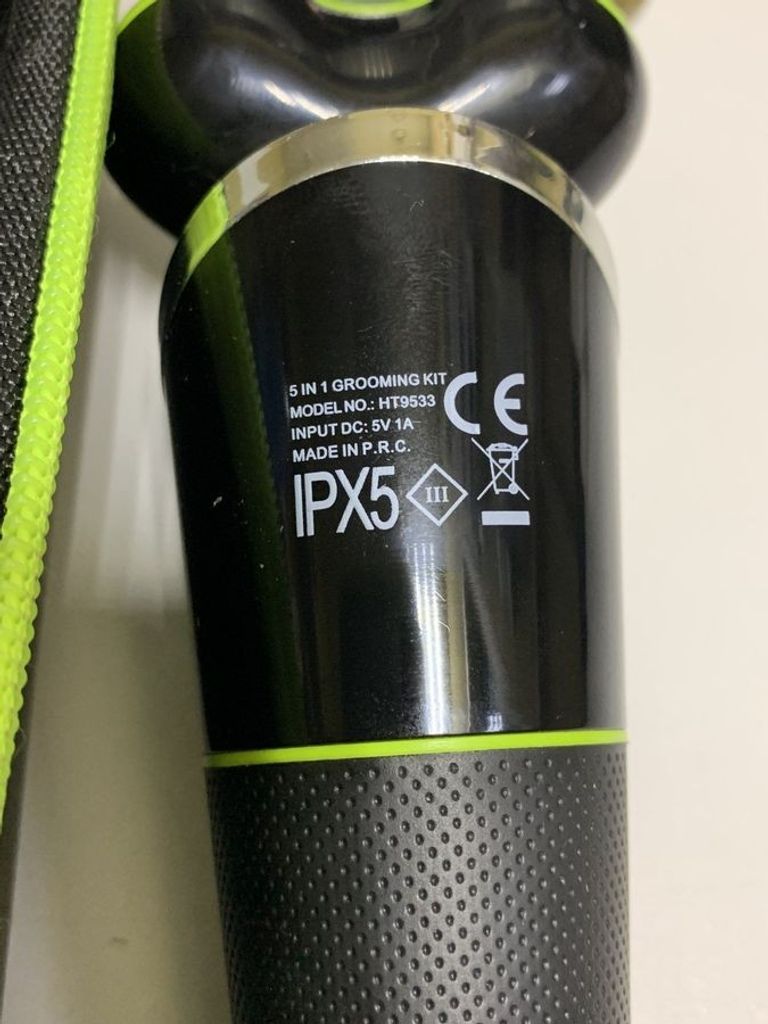 5 IN 1 GROOMING KIT
MODEL NO.: HT9533
INPUT DC: 5V 1A
MADE IN P.R.C.
IPX5
III
CE